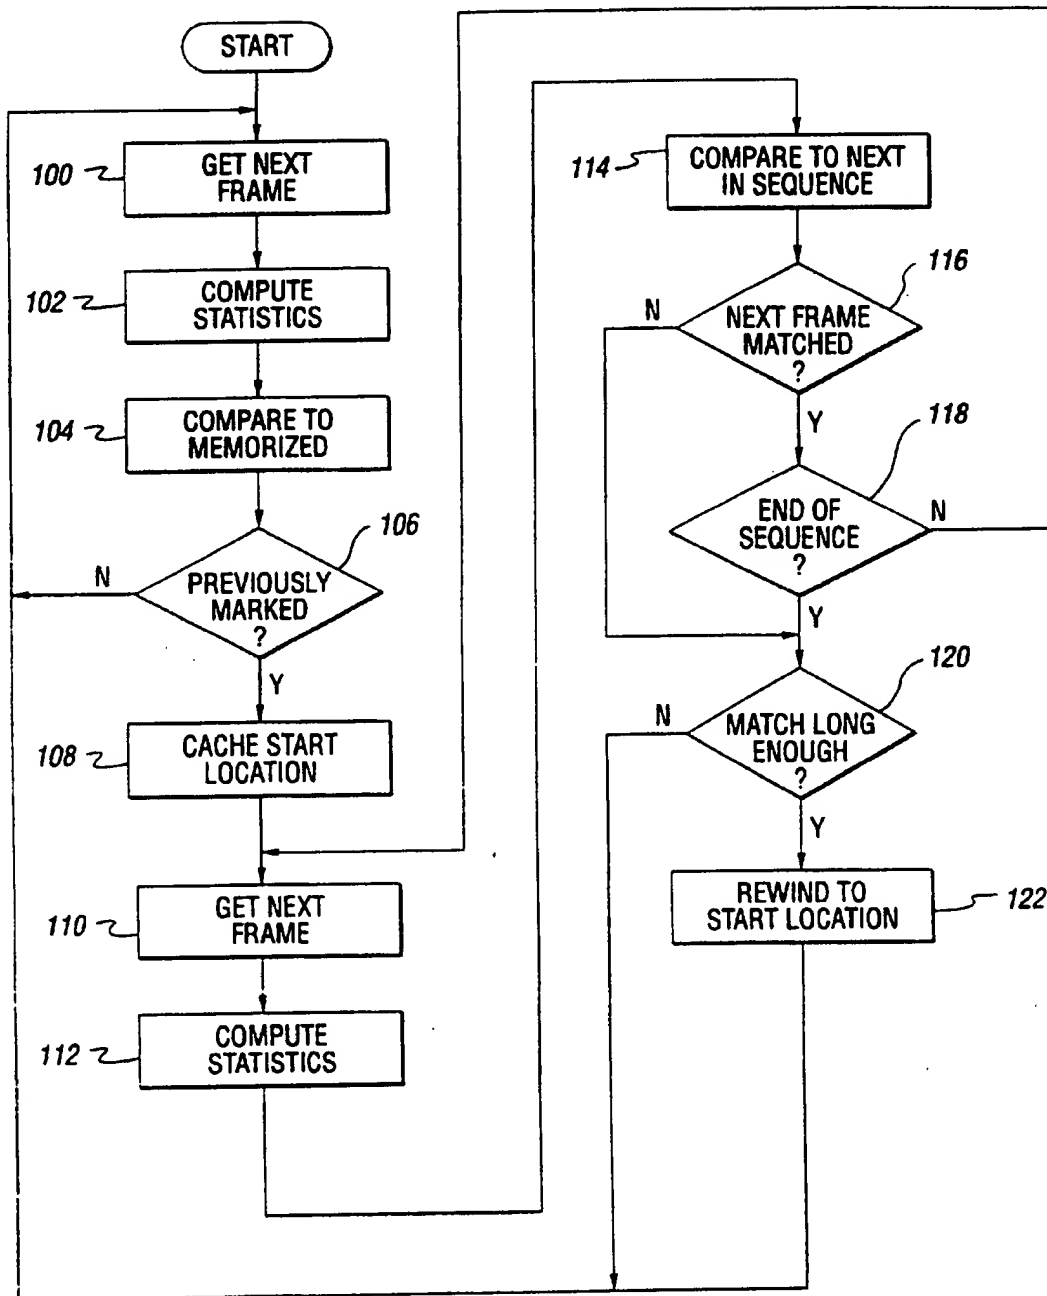 START
100
GET NEXT
FRAME
102
COMPUTE
STATISTICS
104
COMPARE TO
MEMORIZED
106
PREVIOUSLY
MARKED
?
N
Y
108
CACHE START
LOCATION
110
GET NEXT
FRAME
112
COMPUTE
STATISTICS
114
COMPARE TO NEXT
IN SEQUENCE
116
NEXT FRAME
MATCHED
?
N
Y
118
END OF
SEQUENCE
?
N
Y
120
MATCH LONG
ENOUGH
?
N
Y
REWIND TO
START LOCATION
122